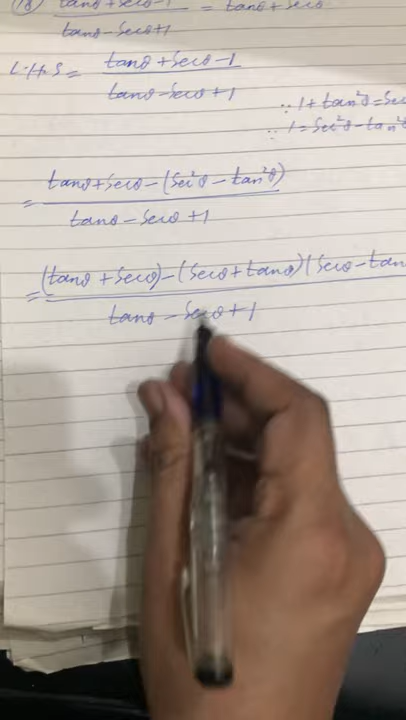 (18) tanθ+secθ-1 = tanθ+secθ
tanθ-secθ+1
L.H.S = tanθ+secθ-1
tanθ-secθ+1
∵ 1+tan²θ=sec
∴ 1=sec²θ-tan²θ
= tanθ+secθ-(sec²θ-tan²θ)
tanθ-secθ+1
= (tanθ+secθ)-(secθ+tanθ)(secθ-tan
tanθ-secθ+1